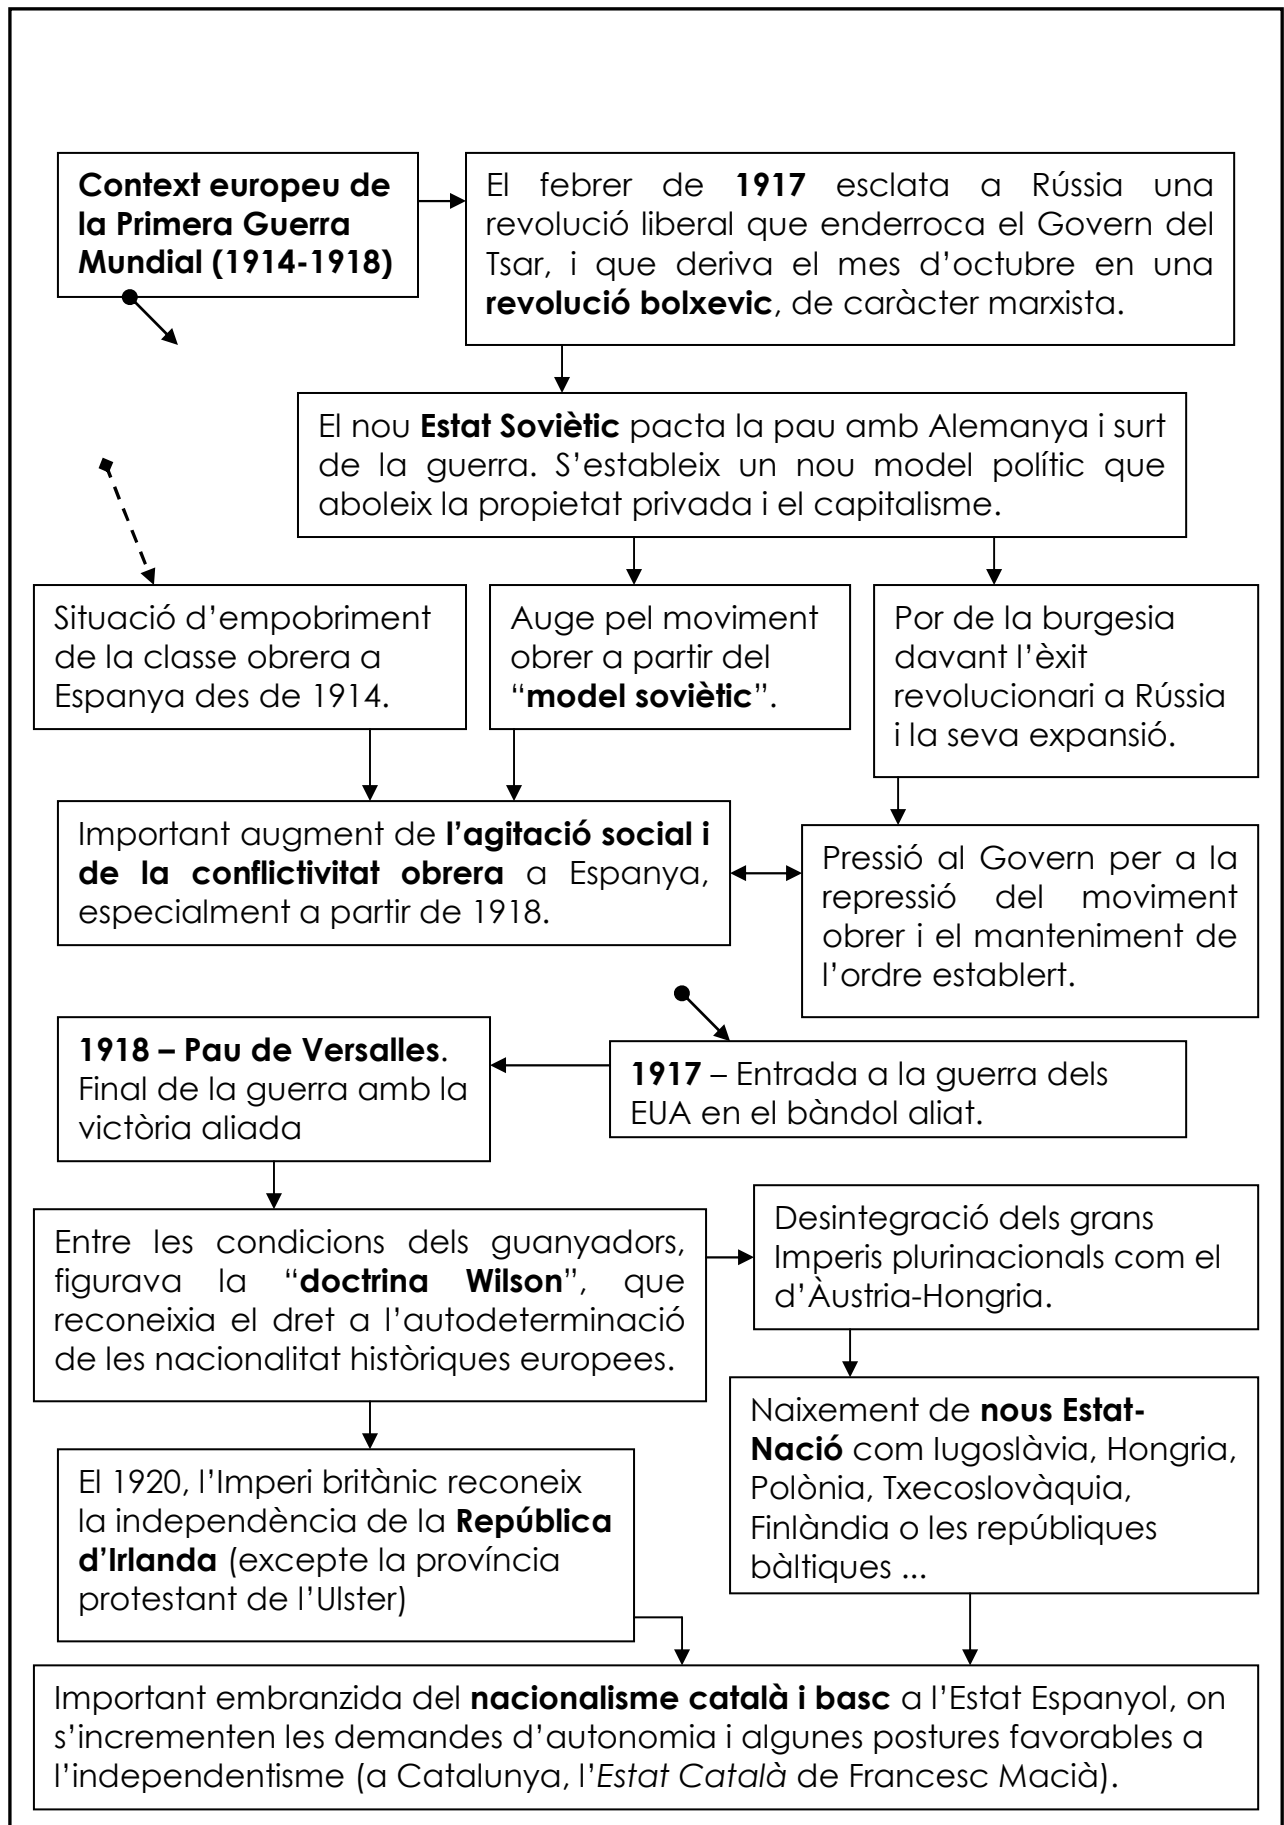 Context europeu de
la Primera Guerra
Mundial (1914-1918)
El febrer de 1917 esclata a Rússia una
revolució liberal que enderroca el Govern del
Tsar, i que deriva el mes d’octubre en una
revolució bolxevic, de caràcter marxista.
El nou Estat Soviètic pacta la pau amb Alemanya i surt
de la guerra. S’estableix un nou model polític que
aboleix la propietat privada i el capitalisme.
Situació d’empobriment
de la classe obrera a
Espanya des de 1914.
Auge pel moviment
obrer a partir del
“model soviètic”.
Por de la burgesia
davant l’èxit
revolucionari a Rússia
i la seva expansió.
Important augment de l’agitació social i
de la conflictivitat obrera a Espanya,
especialment a partir de 1918.
Pressió al Govern per a la
repressió del moviment
obrer i el manteniment de
l’ordre establert.
1918 – Pau de Versalles.
Final de la guerra amb la
victòria aliada
1917 – Entrada a la guerra dels
EUA en el bàndol aliat.
Entre les condicions dels guanyadors,
figurava la “doctrina Wilson”, que
reconeixia el dret a l’autodeterminació
de les nacionalitat històriques europees.
Desintegració dels grans
Imperis plurinacionals com el
d’Àustria-Hongria.
Naixement de nous Estat-
Nació com Iugoslàvia, Hongria,
Polònia, Txecoslovàquia,
Finlàndia o les repúbliques
bàltiques ...
El 1920, l’Imperi britànic reconeix
la independència de la República
d’Irlanda (excepte la província
protestant de l’Ulster)
Important embranzida del nacionalisme català i basc a l’Estat Espanyol, on
s’incrementen les demandes d’autonomia i algunes postures favorables a
l’independentisme (a Catalunya, l’Estat Català de Francesc Macià).